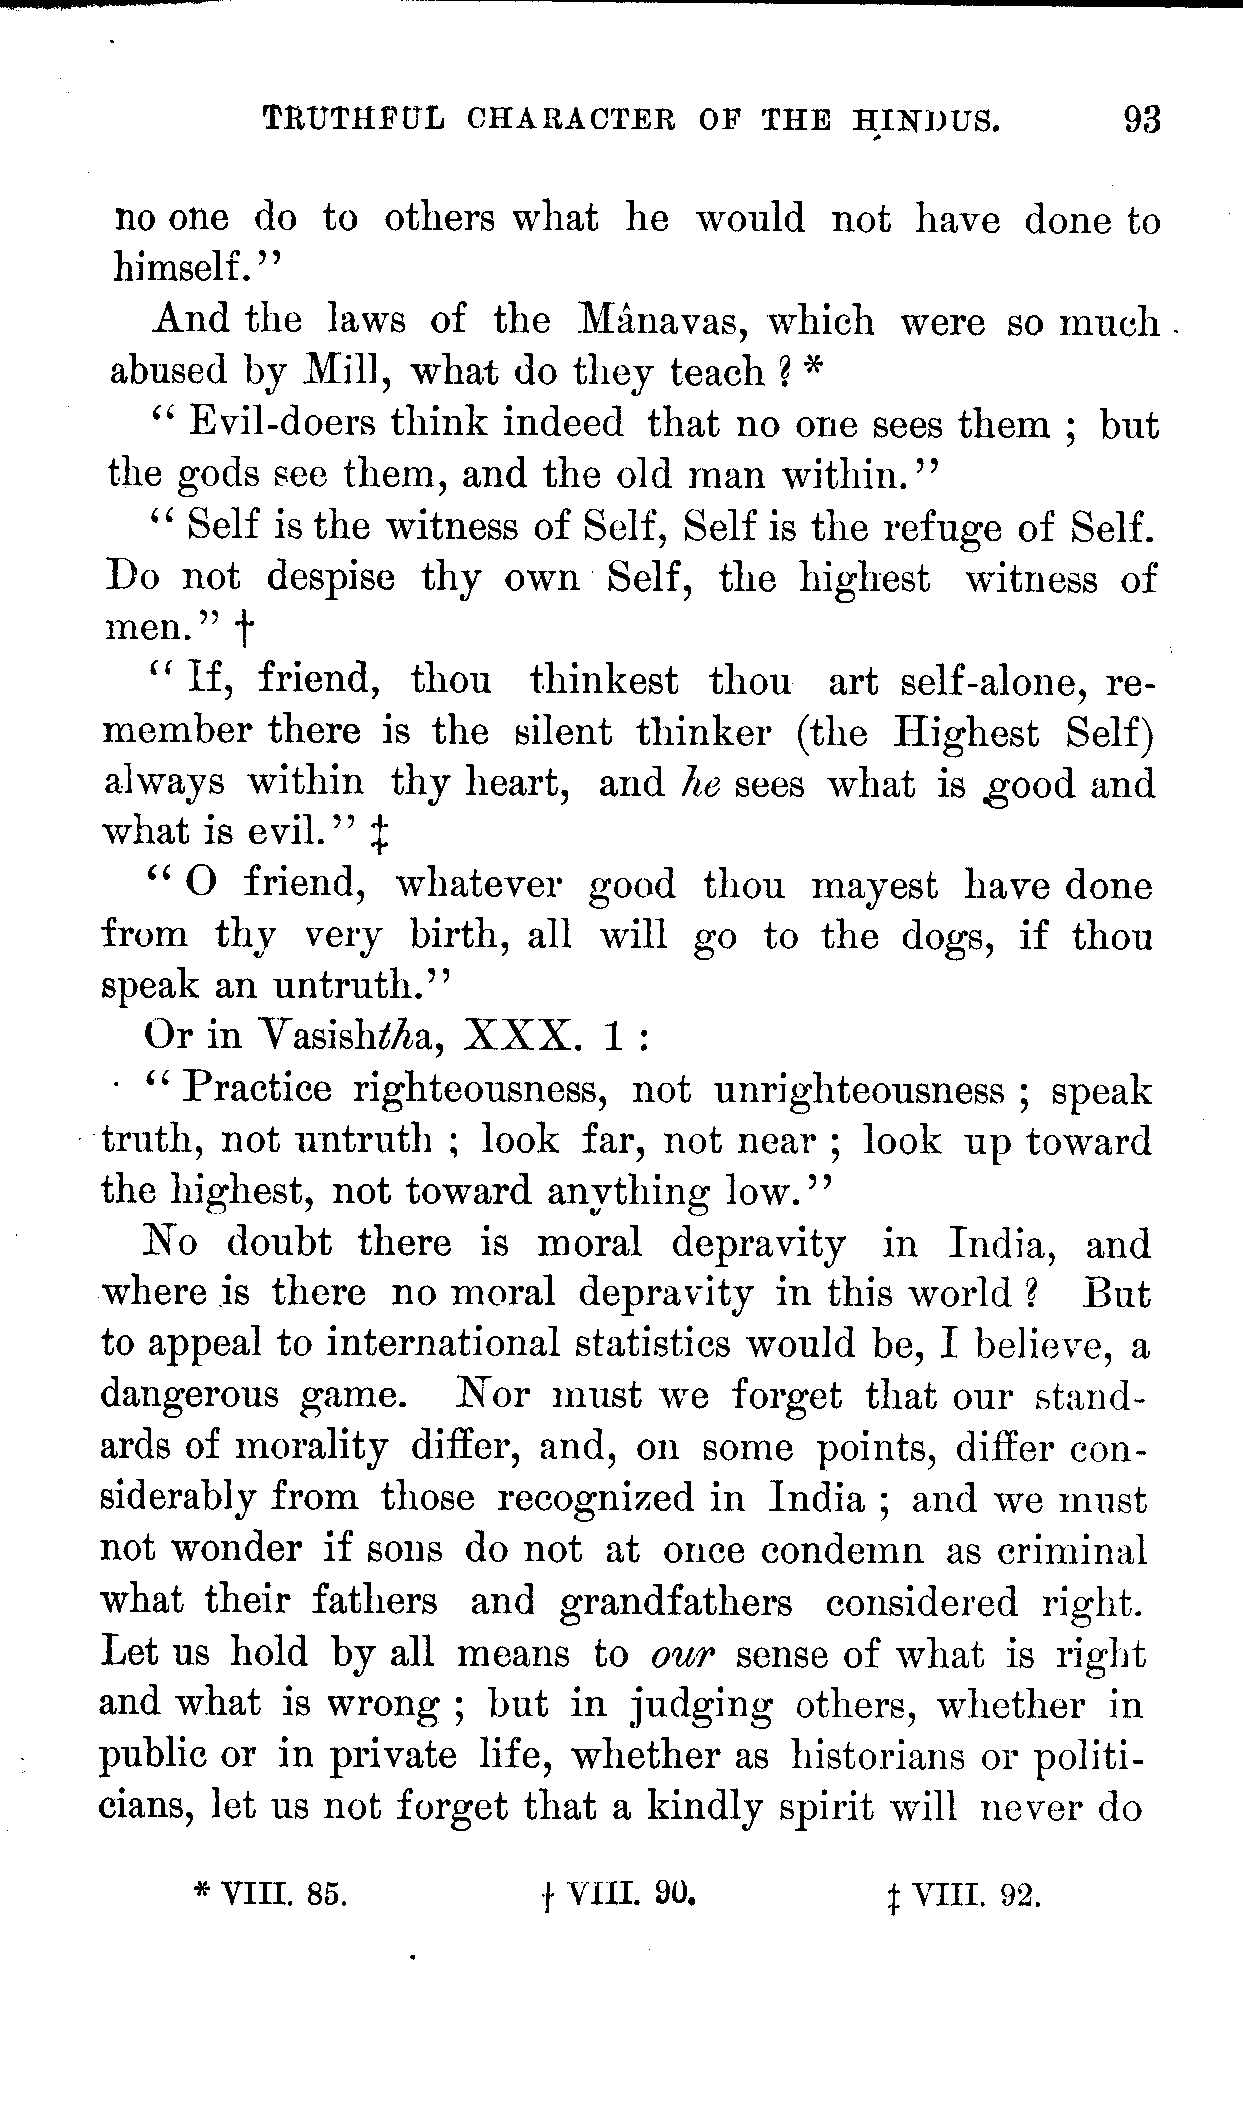 TRUTHFUL CHARACTER OF THE HINDUS. 93
no one do to others what he would not have done to
himself."
And the laws of the Mânavas, which were so much
abused by Mill, what do they teach ? *
" Evil-doers think indeed that no one sees them ; but
the gods see them, and the old man within."
" Self is the witness of Self, Self is the refuge of Self.
Do not despise thy own Self, the highest witness of
men." †
" If, friend, thou thinkest thou art self-alone, re-
member there is the silent thinker (the Highest Self)
always within thy heart, and he sees what is good and
what is evil." ‡
" O friend, whatever good thou mayest have done
from thy very birth, all will go to the dogs, if thou
speak an untruth."
Or in Vasishtha, XXX. 1 :
" Practice righteousness, not unrighteousness ; speak
truth, not untruth ; look far, not near ; look up toward
the highest, not toward anything low."
No doubt there is moral depravity in India, and
where is there no moral depravity in this world ? But
to appeal to international statistics would be, I believe, a
dangerous game. Nor must we forget that our stand-
ards of morality differ, and, on some points, differ con-
siderably from those recognized in India ; and we must
not wonder if sons do not at once condemn as criminal
what their fathers and grandfathers considered right.
Let us hold by all means to our sense of what is right
and what is wrong ; but in judging others, whether in
public or in private life, whether as historians or politi-
cians, let us not forget that a kindly spirit will never do
* VIII. 85. † VIII. 90. ‡ VIII. 92.